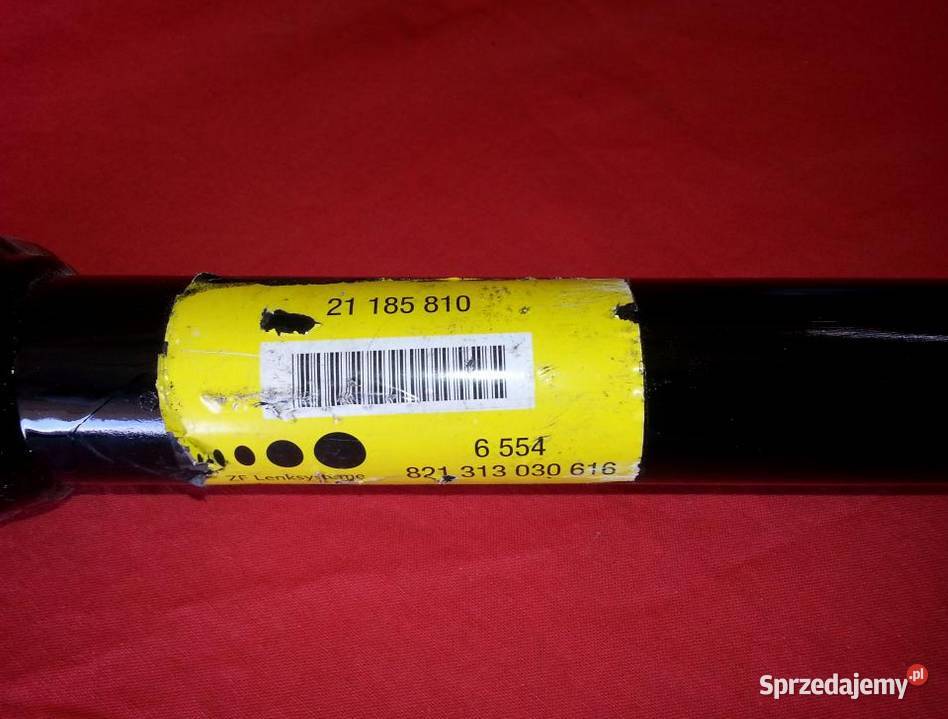 21 185 810
6 554
821 313 030 616
ZF Lenksysteme
Sprzedajemy.pl